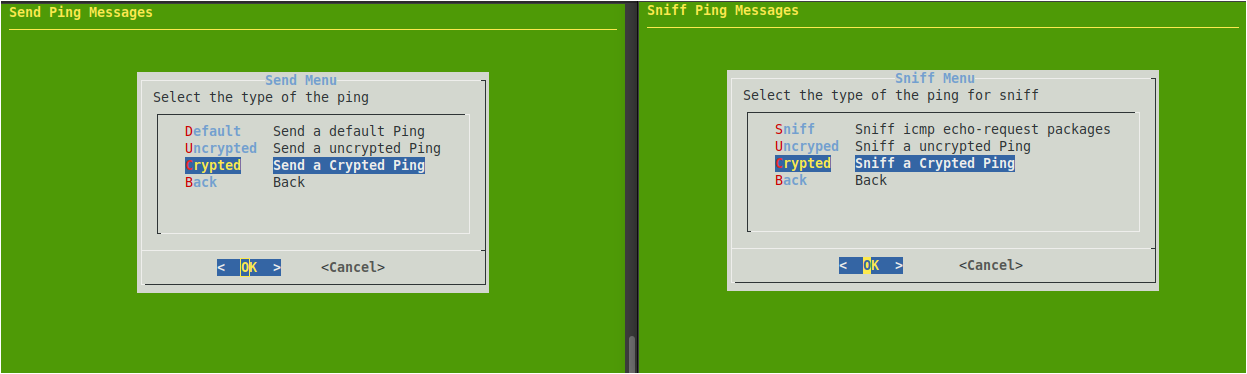 Send Ping Messages
Send Menu
Select the type of the ping
Default Send a default Ping
Uncrypted Send a uncrypted Ping
Crypted Send a Crypted Ping
Back Back
< OK > <Cancel>
Sniff Ping Messages
Sniff Menu
Select the type of the ping for sniff
Sniff Sniff icmp echo-request packages
Uncryped Sniff a uncrypted Ping
Crypted Sniff a Crypted Ping
Back Back
< OK > <Cancel>